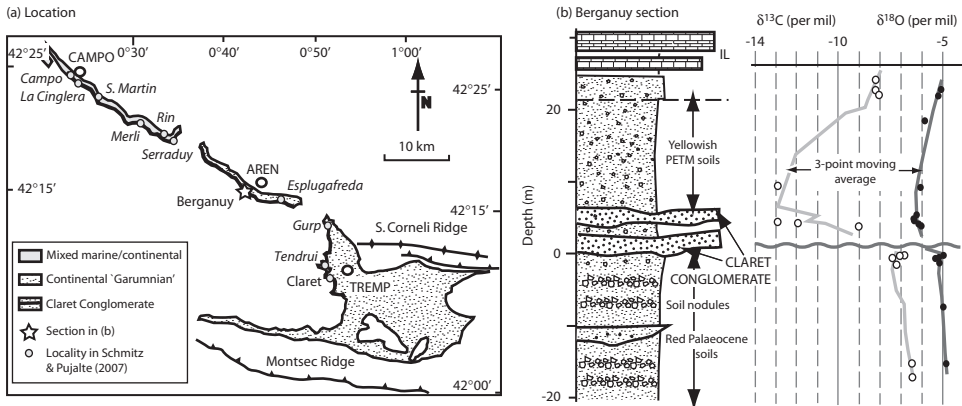 (a) Location
42°25′
0°30′
0°40′
0°50′
1°00′
CAMPO
Campo
La Cinglera
S. Martin
Rin
Merli
Serraduy
N
42°25′
10 km
42°15′
AREN
Esplugafreda
Berganuy
42°15′
Gurp
S. Corneli Ridge
Tendrui
Claret
TREMP
Mixed marine/continental
Continental 'Garumnian'
Claret Conglomerate
Section in (b)
Locality in Schmitz
& Pujalte (2007)
Montsec Ridge
42°00′
(b) Berganuy section
δ13C (per mil)
δ18O (per mil)
-14
-10
-5
IL
20
Yellowish
PETM soils
3-point moving
average
Depth (m)
0
CLARET
CONGLOMERATE
Soil nodules
-10
Red Palaeocene
soils
-20